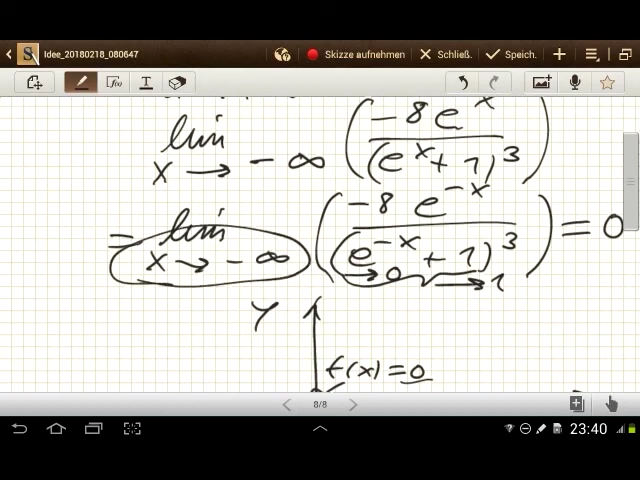 Idee_20180218_080647
Skizze aufnehmen
Schließ.
Speich.
lim
x → - ∞
( -8 e^x / (e^x + 1)^3 )
= lim
x → - ∞
( -8 e^-x / (e^-x + 1)^3 ) = 0
→ 0 → 1
Y
f(x) = 0
8/8
23:40